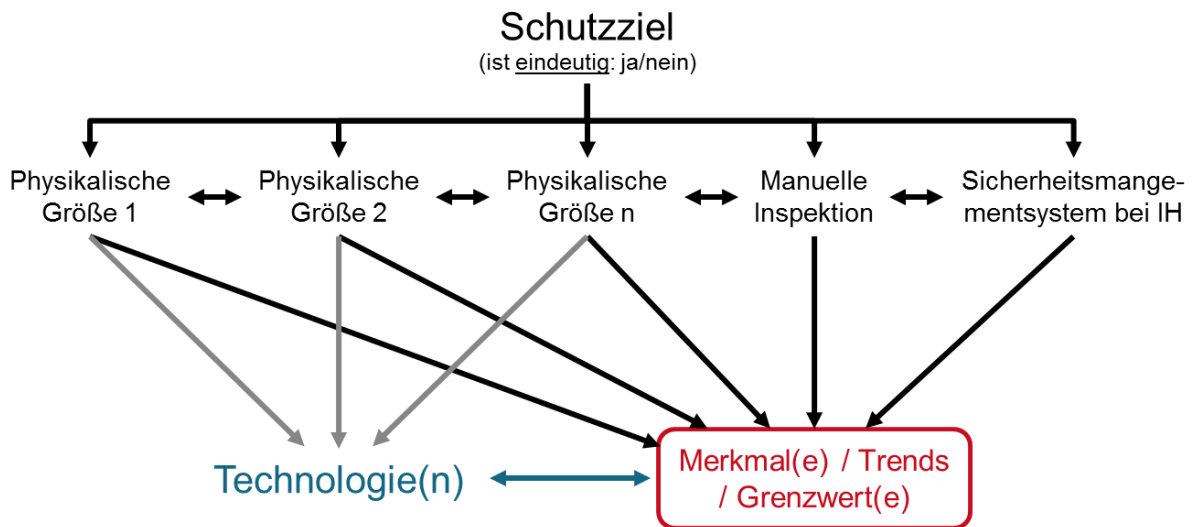 Schutzziel
(ist eindeutig: ja/nein)
Physikalische
Größe 1
Physikalische
Größe 2
Physikalische
Größe n
Manuelle
Inspektion
Sicherheitsmange-
mentsystem bei IH
Technologie(n)
Merkmal(e) / Trends
/ Grenzwert(e)